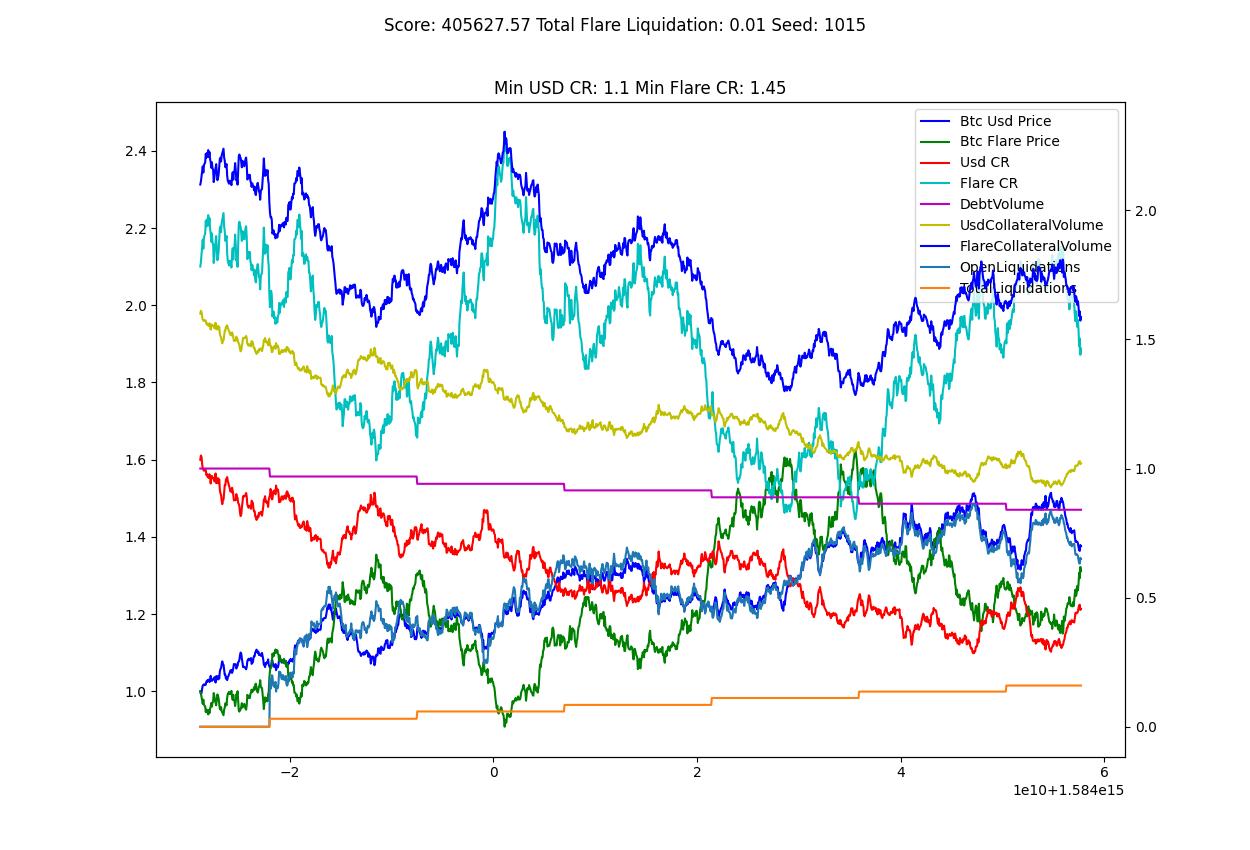 Score: 405627.57 Total Flare Liquidation: 0.01 Seed: 1015
Min USD CR: 1.1 Min Flare CR: 1.45
Btc Usd Price
Btc Flare Price
Usd CR
Flare CR
DebtVolume
UsdCollateralVolume
FlareCollateralVolume
OpenLiquidations
TotalLiquidations
2.4
2.2
2.0
1.8
1.6
1.4
1.2
1.0
2.0
1.5
1.0
0.5
0.0
−2
0
2
4
6
1e10+1.584e15